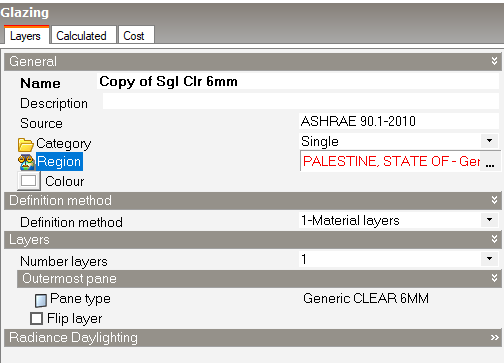 Glazing
Layers Calculated Cost
General
Name Copy of Sgl Clr 6mm
Description
Source ASHRAE 90.1-2010
Category Single
Region PALESTINE, STATE OF - Ger ...
Colour
Definition method
Definition method 1-Material layers
Layers
Number layers 1
Outermost pane
Pane type Generic CLEAR 6MM
Flip layer
Radiance Daylighting